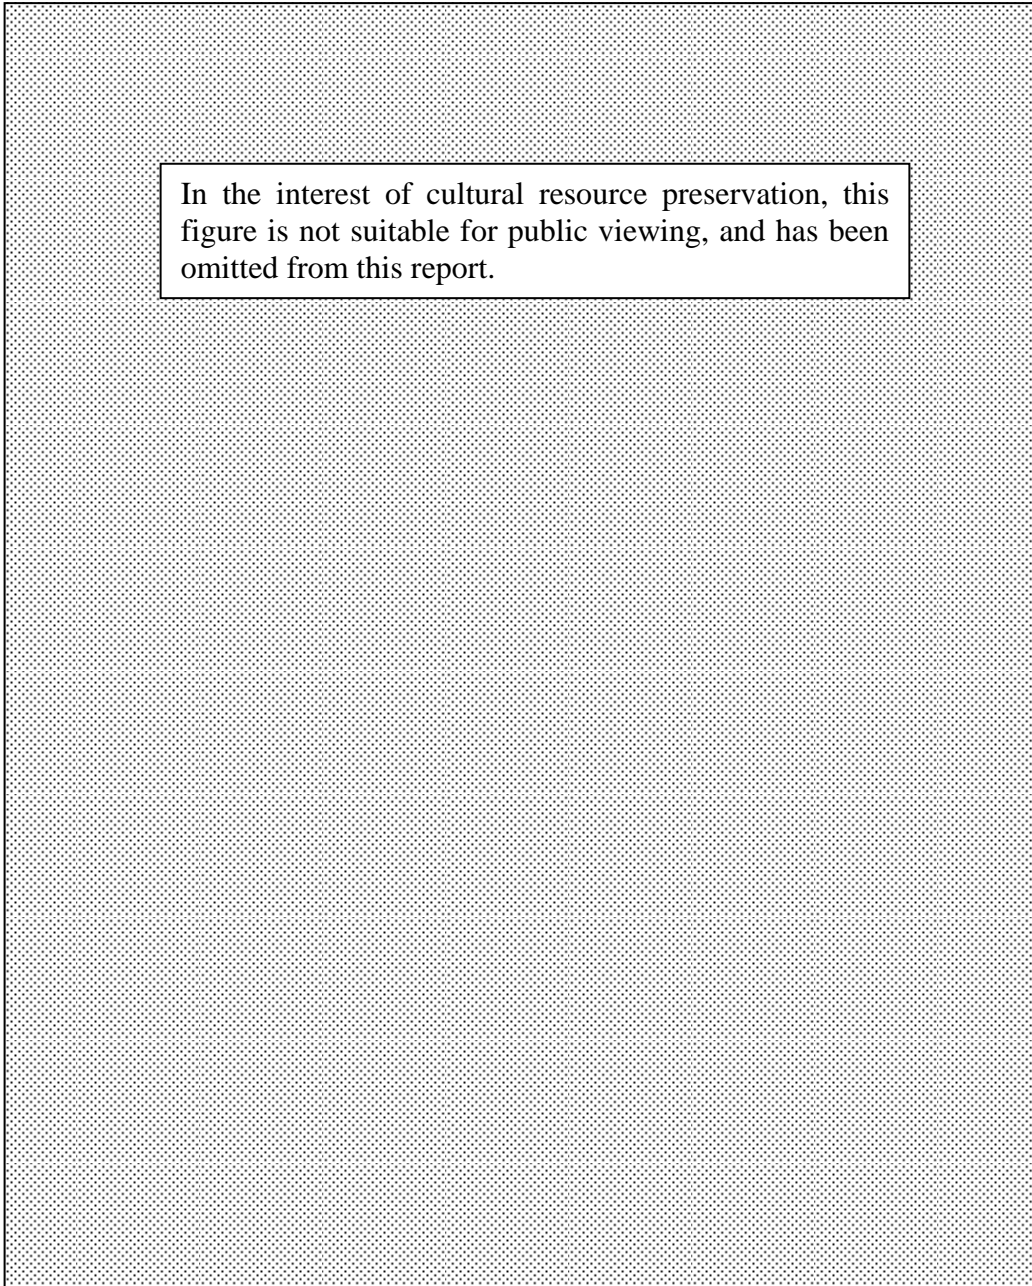 In the interest of cultural resource preservation, this
figure is not suitable for public viewing, and has been
omitted from this report.